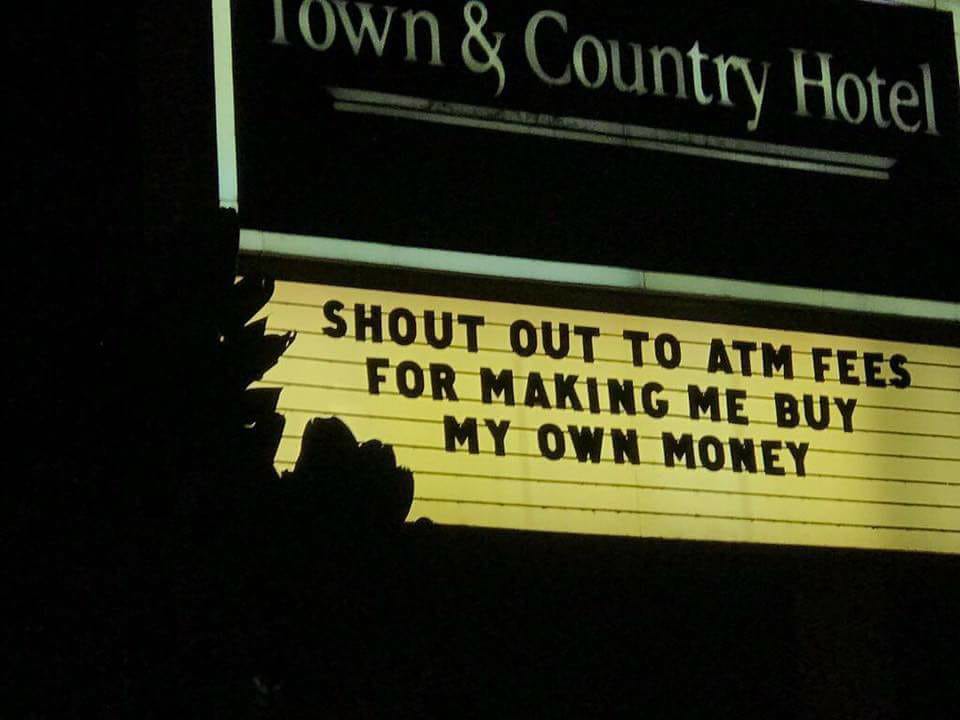 Town & Country Hotel
SHOUT OUT TO ATM FEES
FOR MAKING ME BUY
MY OWN MONEY